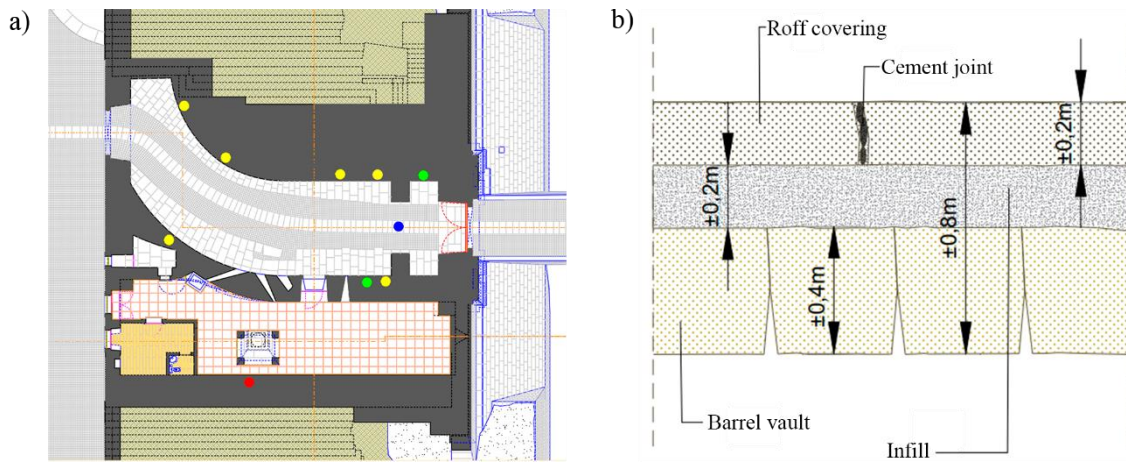 a)
b)
Roff covering
Cement joint
±0,2m
±0,2m
±0,8m
±0,4m
Barrel vault
Infill